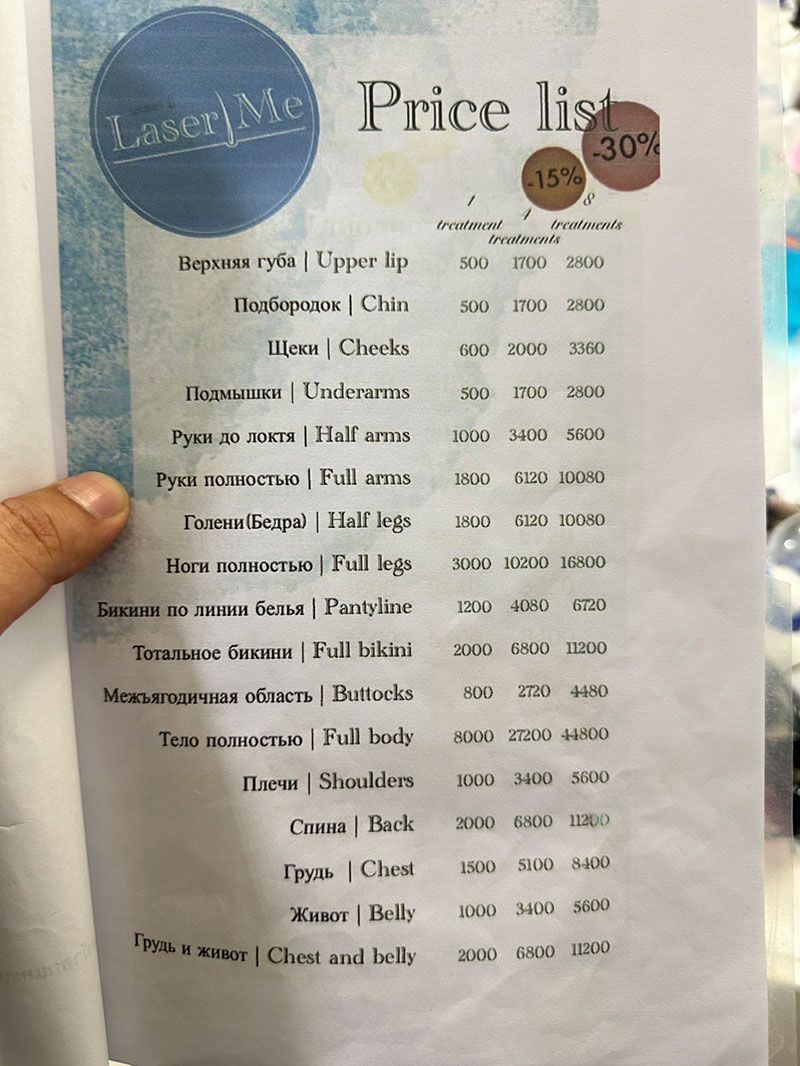 Laser Me
Price list
-15%
-30%
1 treatment
4 treatments
8 treatments
Верхняя губа | Upper lip 500 1700 2800
Подбородок | Chin 500 1700 2800
Щеки | Cheeks 600 2000 3360
Подмышки | Underarms 500 1700 2800
Руки до локтя | Half arms 1000 3400 5600
Руки полностью | Full arms 1800 6120 10080
Голени(Бедра) | Half legs 1800 6120 10080
Ноги полностью | Full legs 3000 10200 16800
Бикини по линии белья | Pantyline 1200 4080 6720
Тотальное бикини | Full bikini 2000 6800 11200
Межъягодичная область | Buttocks 800 2720 4480
Тело полностью | Full body 8000 27200 44800
Плечи | Shoulders 1000 3400 5600
Спина | Back 2000 6800 11200
Грудь | Chest 1500 5100 8400
Живот | Belly 1000 3400 5600
Грудь и живот | Chest and belly 2000 6800 11200